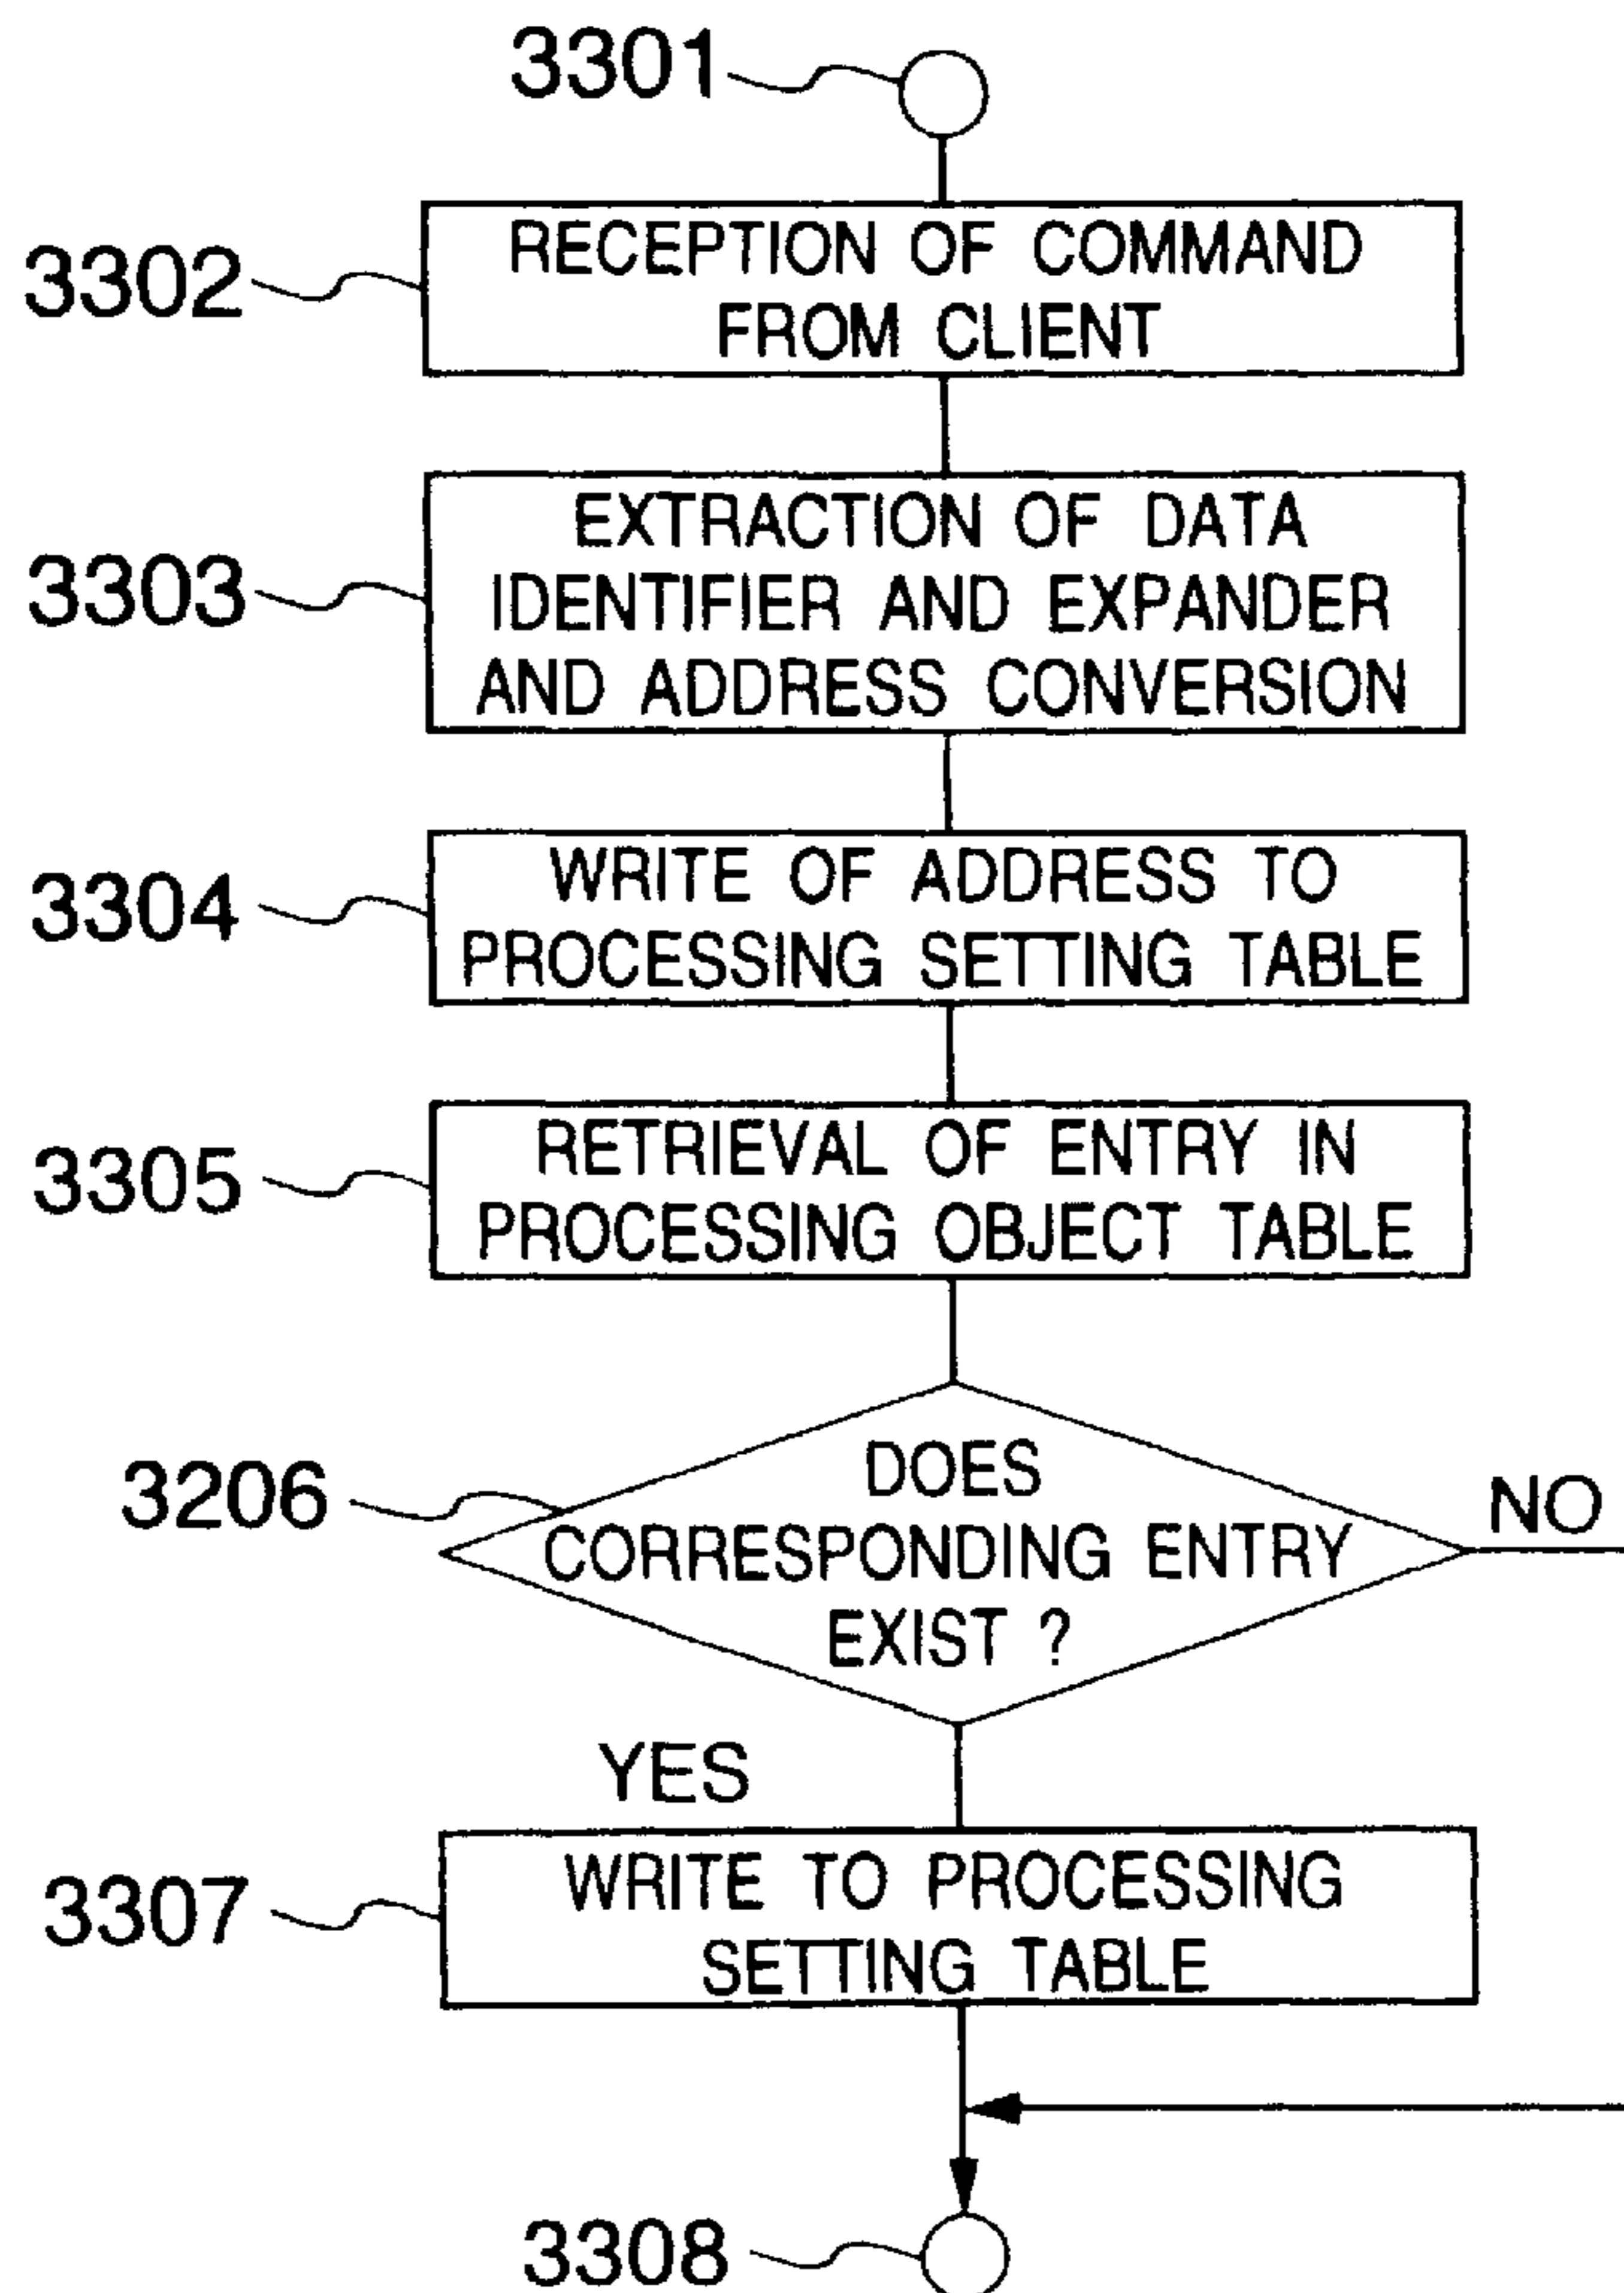 3301
3302
RECEPTION OF COMMAND
FROM CLIENT
3303
EXTRACTION OF DATA
IDENTIFIER AND EXPANDER
AND ADDRESS CONVERSION
3304
WRITE OF ADDRESS TO
PROCESSING SETTING TABLE
3305
RETRIEVAL OF ENTRY IN
PROCESSING OBJECT TABLE
3206
DOES
CORRESPONDING ENTRY
EXIST ?
NO
YES
3307
WRITE TO PROCESSING
SETTING TABLE
3308